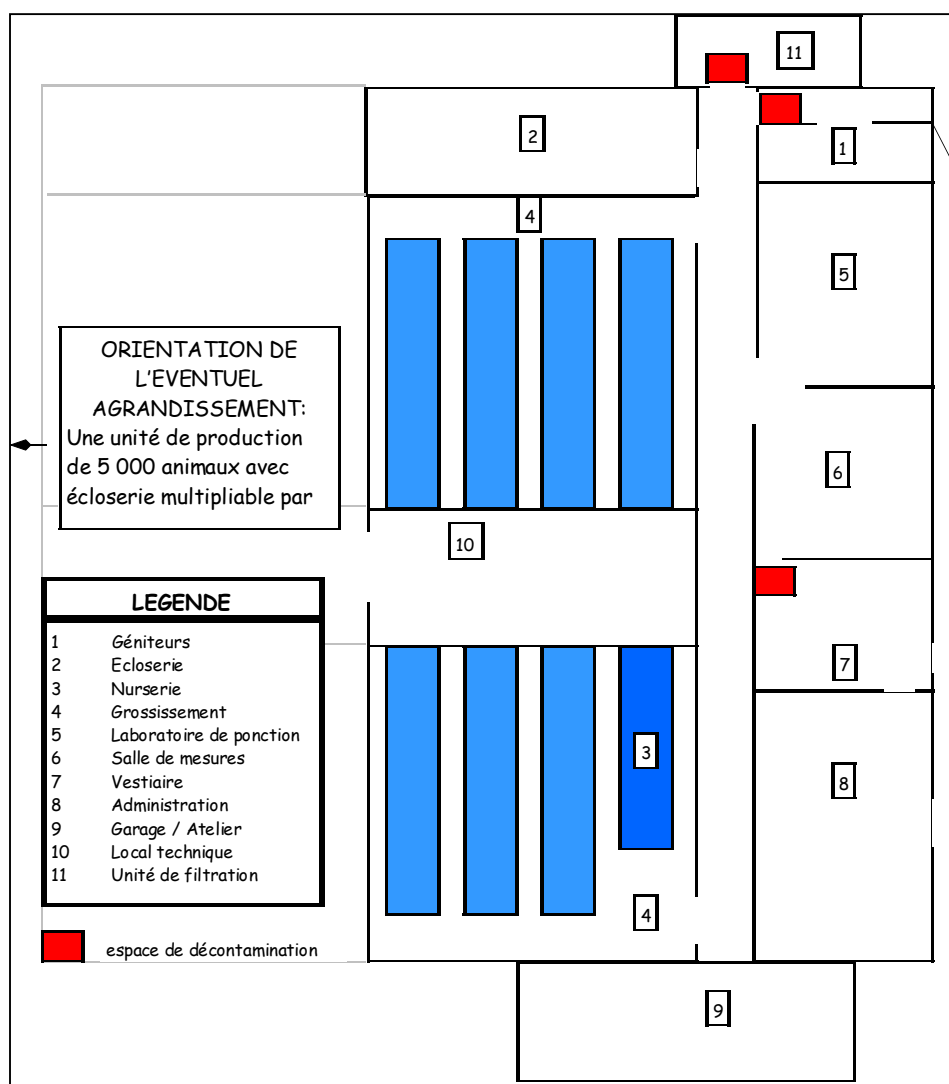 11
2
1
4
5
ORIENTATION DE
L'EVENTUEL
AGRANDISSEMENT:
Une unité de production
de 5 000 animaux avec
écloserie multipliable par
6
10
LEGENDE
1 Géniteurs
2 Ecloserie
3 Nurserie
4 Grossissement
5 Laboratoire de ponction
6 Salle de mesures
7 Vestiaire
8 Administration
9 Garage / Atelier
10 Local technique
11 Unité de filtration
espace de décontamination
7
3
8
4
9